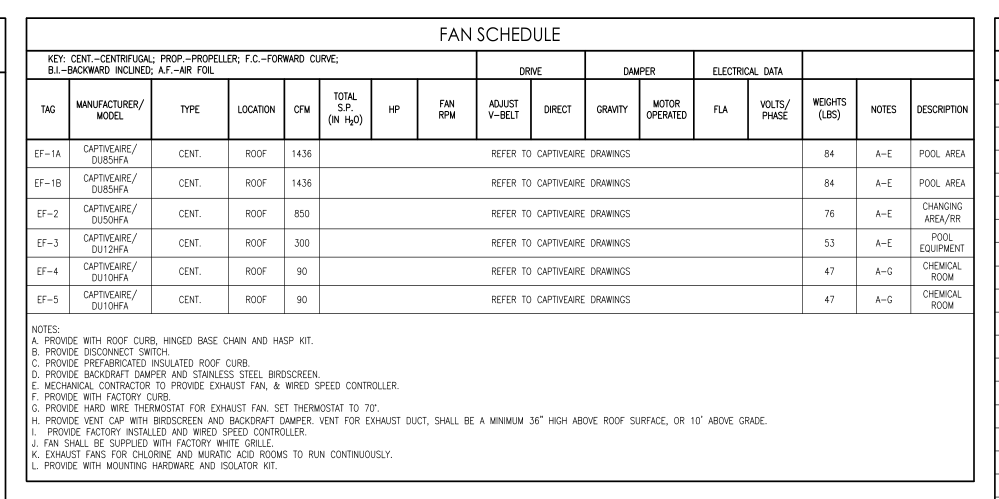 FAN SCHEDULE
KEY: CENT.–CENTRIFUGAL; PROP.–PROPELLER; F.C.–FORWARD CURVE;
B.I.–BACKWARD INCLINED; A.F.–AIR FOIL
DRIVE DAMPER ELECTRICAL DATA
TAG MANUFACTURER/ MODEL TYPE LOCATION CFM TOTAL S.P. (IN H₂O) HP FAN RPM ADJUST V–BELT DIRECT GRAVITY MOTOR OPERATED FLA VOLTS/ PHASE WEIGHTS (LBS) NOTES DESCRIPTION
EF–1A CAPTIVEAIRE/ DU85HFA CENT. ROOF 1436 REFER TO CAPTIVEAIRE DRAWINGS 84 A–E POOL AREA
EF–1B CAPTIVEAIRE/ DU85HFA CENT. ROOF 1436 REFER TO CAPTIVEAIRE DRAWINGS 84 A–E POOL AREA
EF–2 CAPTIVEAIRE/ DU50HFA CENT. ROOF 850 REFER TO CAPTIVEAIRE DRAWINGS 76 A–E CHANGING AREA/RR
EF–3 CAPTIVEAIRE/ DU12HFA CENT. ROOF 300 REFER TO CAPTIVEAIRE DRAWINGS 53 A–E POOL EQUIPMENT
EF–4 CAPTIVEAIRE/ DU10HFA CENT. ROOF 90 REFER TO CAPTIVEAIRE DRAWINGS 47 A–G CHEMICAL ROOM
EF–5 CAPTIVEAIRE/ DU10HFA CENT. ROOF 90 REFER TO CAPTIVEAIRE DRAWINGS 47 A–G CHEMICAL ROOM
NOTES:
A. PROVIDE WITH ROOF CURB, HINGED BASE CHAIN AND HASP KIT.
B. PROVIDE DISCONNECT SWITCH.
C. PROVIDE PREFABRICATED INSULATED ROOF CURB.
D. PROVIDE BACKDRAFT DAMPER AND STAINLESS STEEL BIRDSCREEN.
E. MECHANICAL CONTRACTOR TO PROVIDE EXHAUST FAN, & WIRED SPEED CONTROLLER.
F. PROVIDE WITH FACTORY CURB.
G. PROVIDE HARD WIRE THERMOSTAT FOR EXHAUST FAN. SET THERMOSTAT TO 70°.
H. PROVIDE VENT CAP WITH BIRDSCREEN AND BACKDRAFT DAMPER. VENT FOR EXHAUST DUCT, SHALL BE A MINIMUM 36" HIGH ABOVE ROOF SURFACE, OR 10' ABOVE GRADE.
I. PROVIDE FACTORY INSTALLED AND WIRED SPEED CONTROLLER.
J. FAN SHALL BE SUPPLIED WITH FACTORY WHITE GRILLE.
K. EXHAUST FANS FOR CHLORINE AND MURATIC ACID ROOMS TO RUN CONTINUOUSLY.
L. PROVIDE WITH MOUNTING HARDWARE AND ISOLATOR KIT.